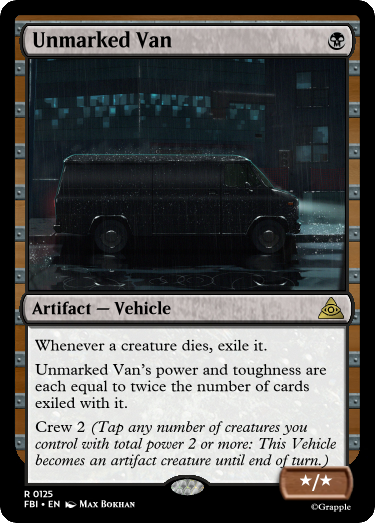 Unmarked Van
Artifact — Vehicle
Whenever a creature dies, exile it.
Unmarked Van's power and toughness are
each equal to twice the number of cards
exiled with it.
Crew 2 (Tap any number of creatures you
control with total power 2 or more: This Vehicle
becomes an artifact creature until end of turn.)
★/★
R 0125
FBI • EN Max Bokhan
©Grapple